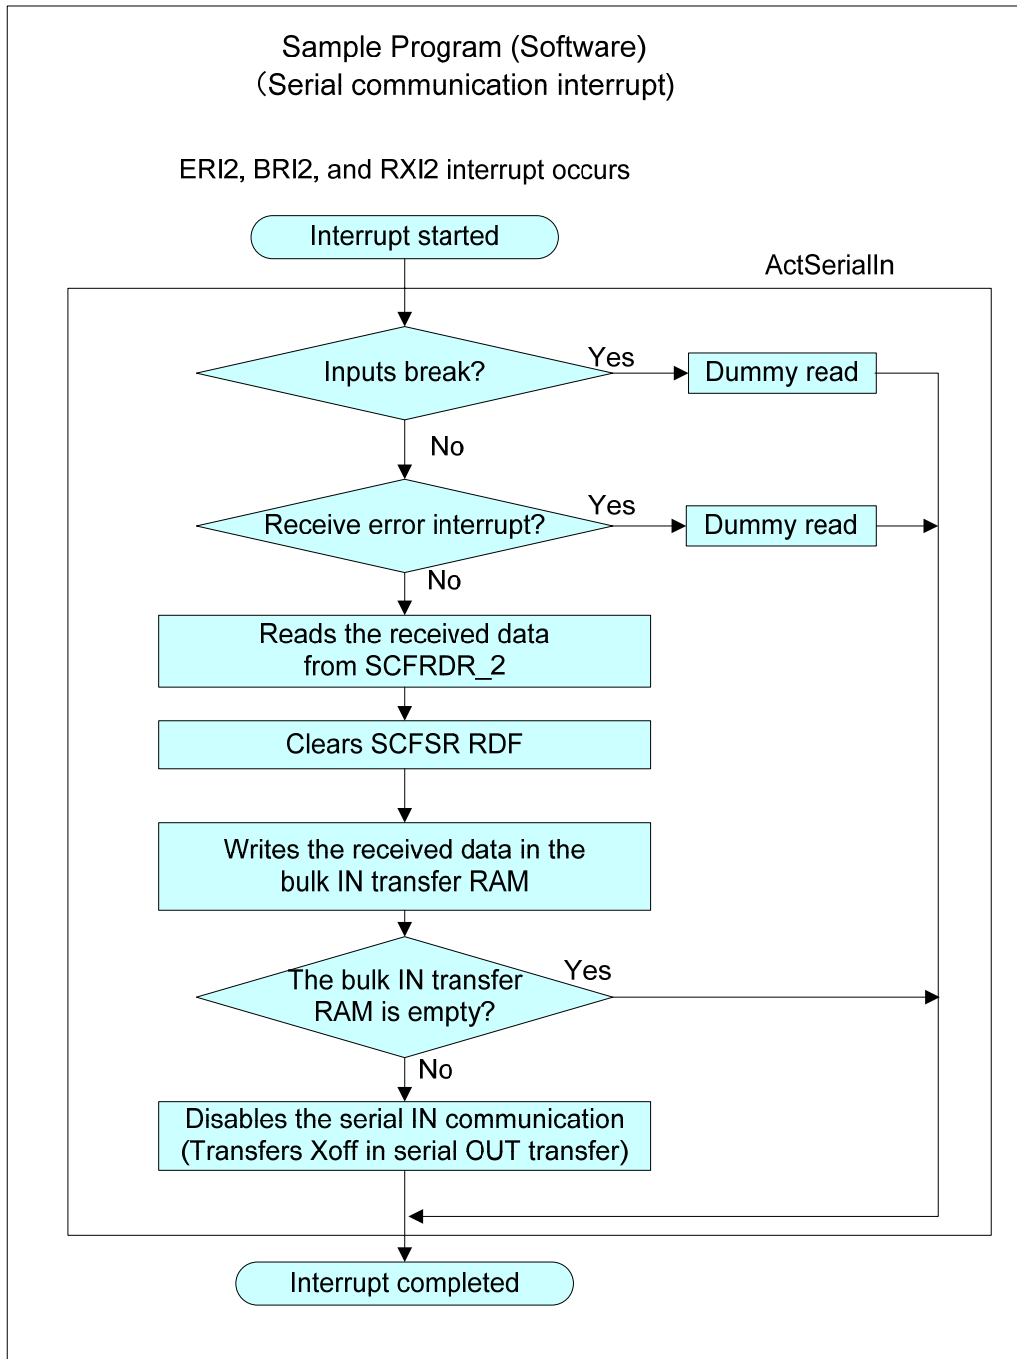 Sample Program (Software)
（Serial communication interrupt)
ERI2, BRI2, and RXI2 interrupt occurs
Interrupt started
ActSerialIn
Inputs break?
Yes
Dummy read
No
Receive error interrupt?
Yes
Dummy read
No
Reads the received data
from SCFRDR_2
Clears SCFSR RDF
Writes the received data in the
bulk IN transfer RAM
The bulk IN transfer
RAM is empty?
Yes
No
Disables the serial IN communication
(Transfers Xoff in serial OUT transfer)
Interrupt completed